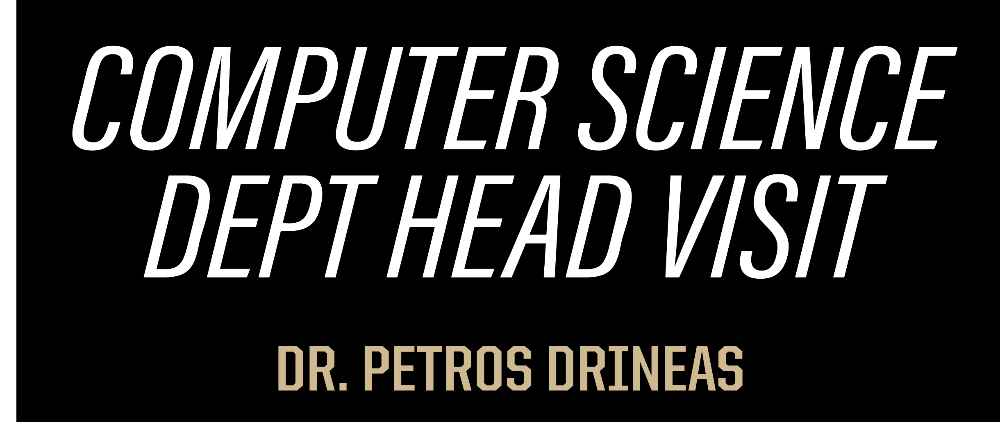 COMPUTER SCIENCE
DEPT HEAD VISIT
DR. PETROS DRINEAS